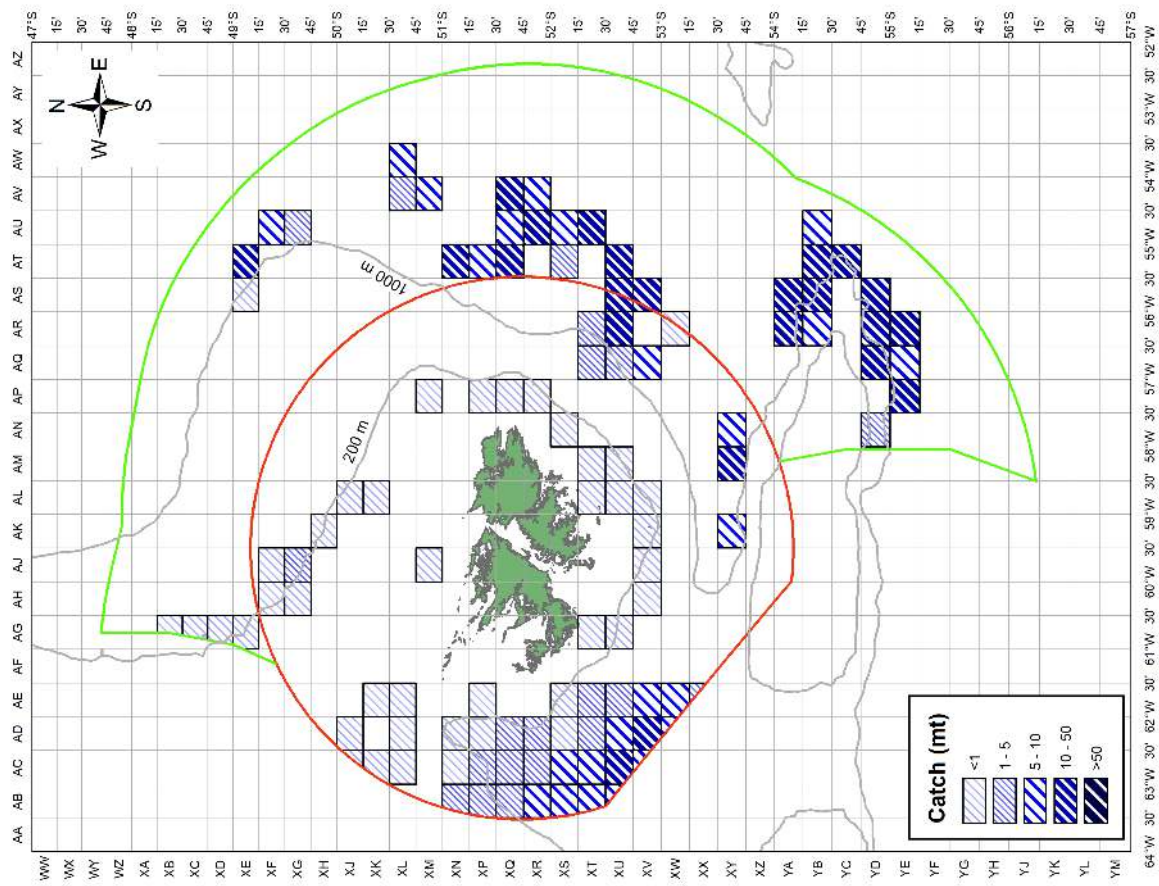 AA AB AC AD AE AF AG AH AJ AK AL AM AN AP AQ AR AS AT AU AV AW AX AY AZ
47°S
WW
15'
WX
30'
WY
45'
WZ
48°S
XA
15'
XB
30'
XC
45'
XD
49°S
XE
15'
XF
30'
XG
45'
XH
50°S
XJ
15'
XK
30'
XL
45'
XM
51°S
XN
15'
XP
30'
XQ
45'
XR
52°S
XS
15'
XT
30'
XU
45'
XV
53°S
XW
15'
XX
30'
XY
45'
XZ
54°S
YA
15'
YB
30'
YC
45'
YD
55°S
YE
15'
YF
30'
YG
45'
YH
56°S
YJ
15'
YK
30'
YL
45'
YM
57°S
N
W E
S
200 m
1000 m
Catch (mt)
<1
1 - 5
5 - 10
10 - 50
>50
64°W 30' 63°W 30' 62°W 30' 61°W 30' 60°W 30' 59°W 30' 58°W 30' 57°W 30' 56°W 30' 55°W 30' 54°W 30' 53°W 30' 52°W